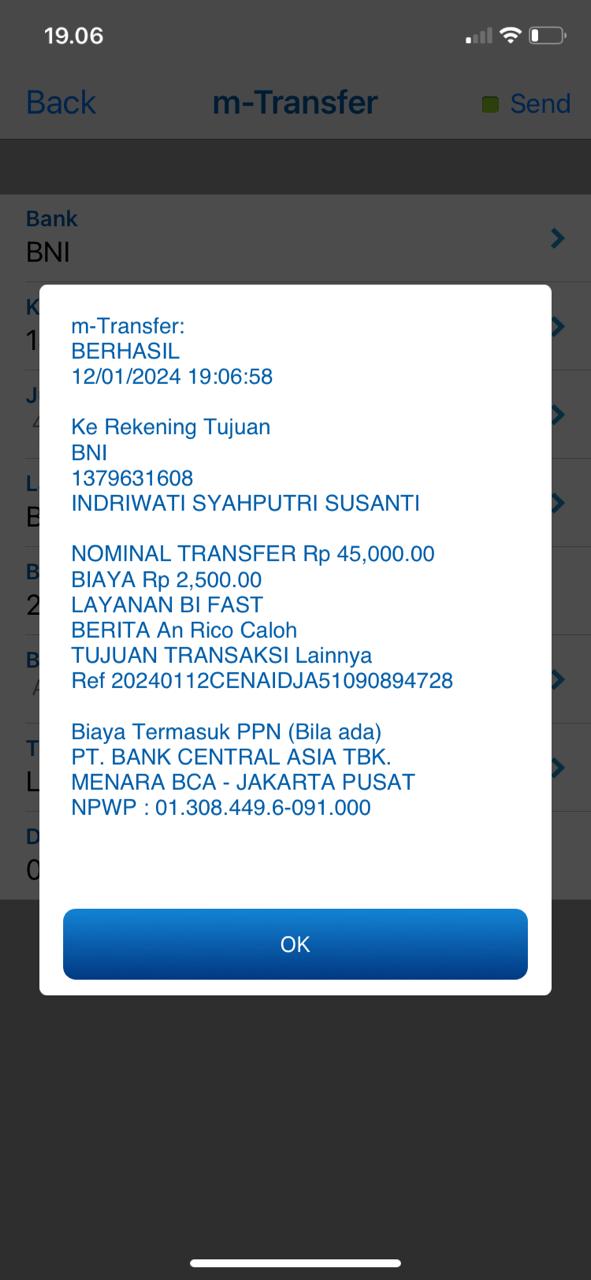 19.06
Back m-Transfer Send
Bank
BNI
K
1
J
L
B
B
2
B
T
L
D
0
m-Transfer:
BERHASIL
12/01/2024 19:06:58
Ke Rekening Tujuan
BNI
1379631608
INDRIWATI SYAHPUTRI SUSANTI
NOMINAL TRANSFER Rp 45,000.00
BIAYA Rp 2,500.00
LAYANAN BI FAST
BERITA An Rico Caloh
TUJUAN TRANSAKSI Lainnya
Ref 20240112CENAIDJA51090894728
Biaya Termasuk PPN (Bila ada)
PT. BANK CENTRAL ASIA TBK.
MENARA BCA - JAKARTA PUSAT
NPWP : 01.308.449.6-091.000
OK